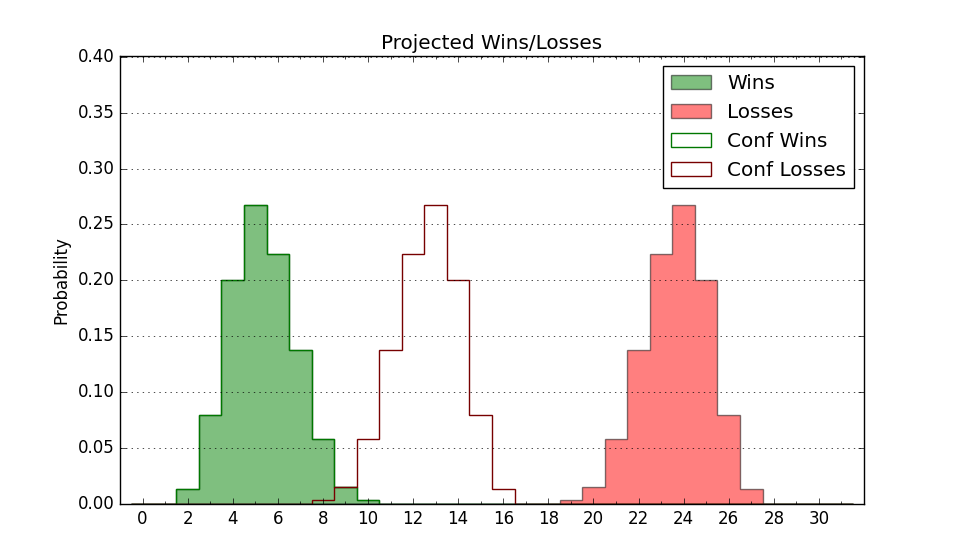 Projected Wins/Losses
0.40
0.35
0.30
0.25
0.20
0.15
0.10
0.05
0.00
Probability
Wins
Losses
Conf Wins
Conf Losses
0 2 4 6 8 10 12 14 16 18 20 22 24 26 28 30